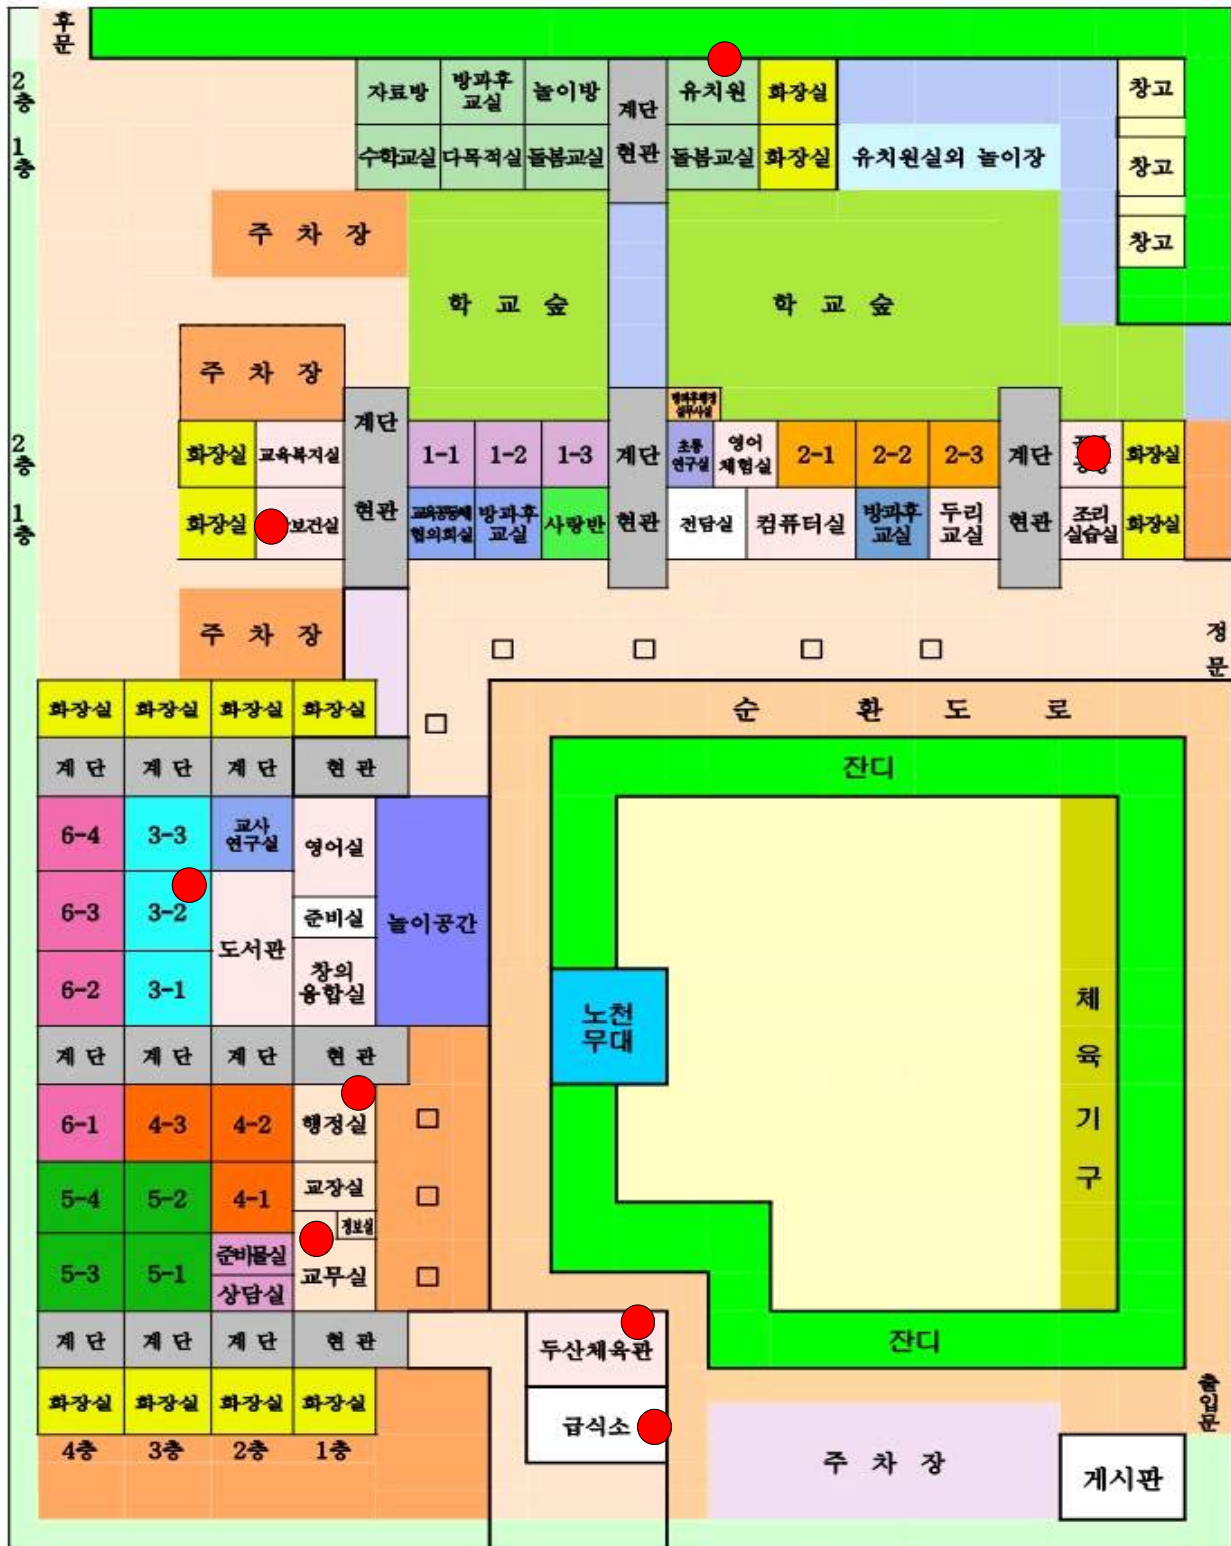 후문
2층
자료방
방과후
교실
놀이방
계단
유치원
화장실
창고
1층
수학교실
다목적실
돌봄교실
현관
돌봄교실
화장실
유치원실외 놀이장
창고
창고
주 차 장
학 교 숲
학 교 숲
주 차 장
계단
2층
화장실
교육복지실
1-1
1-2
1-3
계단
초통
연구실
영어
체험실
2-1
2-2
2-3
계단
화장실
1층
화장실
보건실
현관
교육공동체
협의회실
방과후
교실
사랑반
현관
전담실
컴퓨터실
방과후
교실
두리
교실
현관
조리
실습실
화장실
주 차 장
정문
화장실
화장실
화장실
화장실
순 환 도 로
계 단
계 단
계 단
현 관
잔디
6-4
3-3
교사
연구실
영어실
6-3
3-2
도서관
준비실
놀이공간
6-2
3-1
창의
융합실
노천
무대
체 육 기 구
계 단
계 단
계 단
현 관
6-1
4-3
4-2
행정실
5-4
5-2
4-1
교장실
정보실
5-3
5-1
준비물실
상담실
교무실
계 단
계 단
계 단
현 관
두산체육관
잔디
화장실
화장실
화장실
화장실
급식소
출입문
4층
3층
2층
1층
주 차 장
게시판